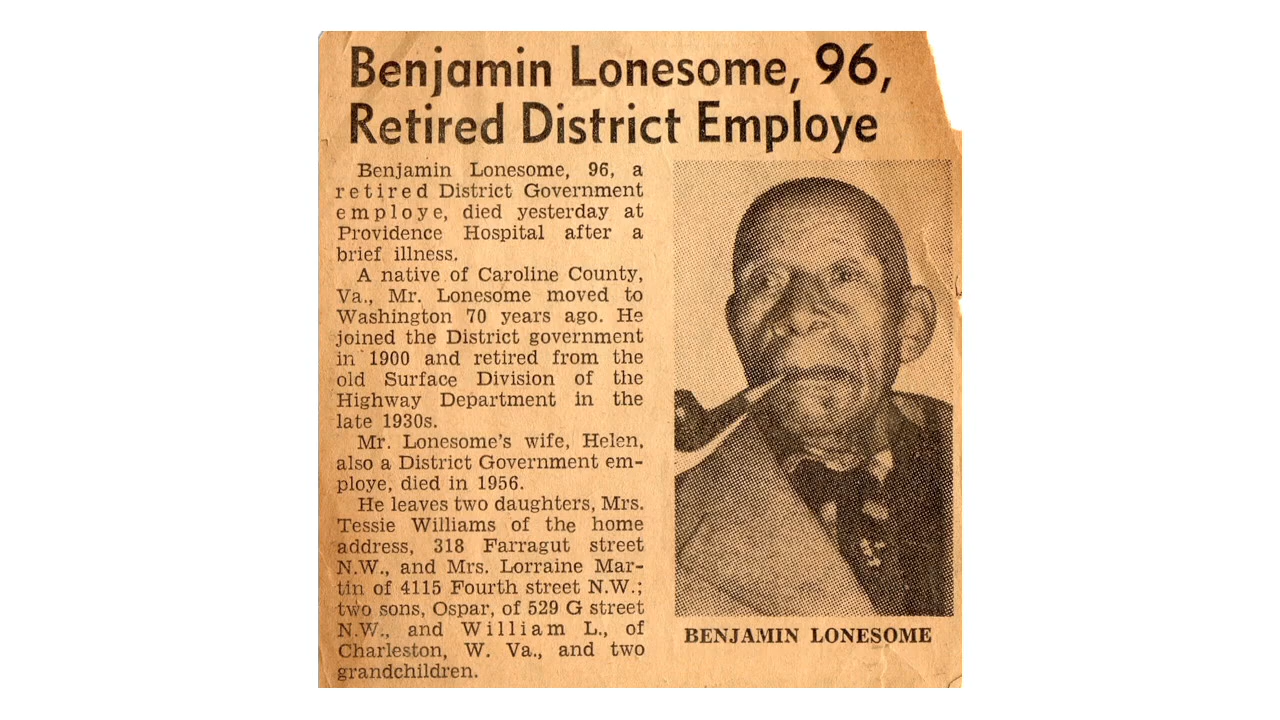 Benjamin Lonesome, 96,
Retired District Employe
Benjamin Lonesome, 96, a
retired District Government
employe, died yesterday at
Providence Hospital after a
brief illness.
A native of Caroline County,
Va., Mr. Lonesome moved to
Washington 70 years ago. He
joined the District government
in 1900 and retired from the
old Surface Division of the
Highway Department in the
late 1930s.
Mr. Lonesome's wife, Helen,
also a District Government em-
ploye, died in 1956.
He leaves two daughters, Mrs.
Tessie Williams of the home
address, 318 Farragut street
N.W., and Mrs. Lorraine Mar-
tin of 4115 Fourth street N.W.;
two sons, Ospar, of 529 G street
N.W., and William L., of
Charleston, W. Va., and two
grandchildren.
BENJAMIN LONESOME